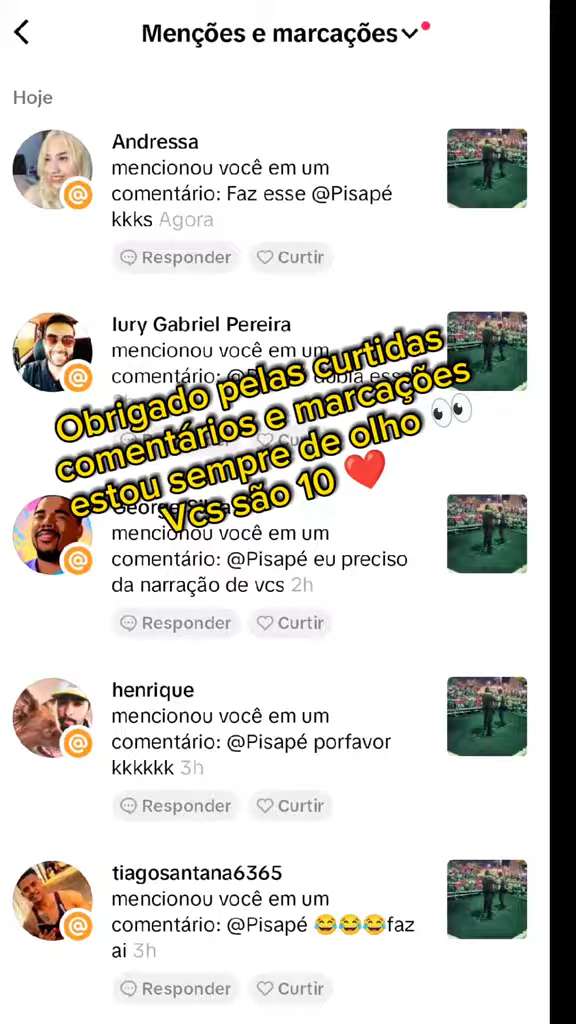 Menções e marcações
Hoje
Andressa
mencionou você em um
comentário: Faz esse @Pisapé
kkks Agora
Responder Curtir
Iury Gabriel Pereira
mencionou você em um
comentário:
Obrigado pelas curtidas
comentários e marcações
estou sempre de olho 👀
Vcs são 10 ❤️
George Silva
mencionou você em um
comentário: @Pisapé eu preciso
da narração de vcs 2h
Responder Curtir
henrique
mencionou você em um
comentário: @Pisapé porfavor
kkkkkk 3h
Responder Curtir
tiagosantana6365
mencionou você em um
comentário: @Pisapé 😂😂😂faz
ai 3h
Responder Curtir